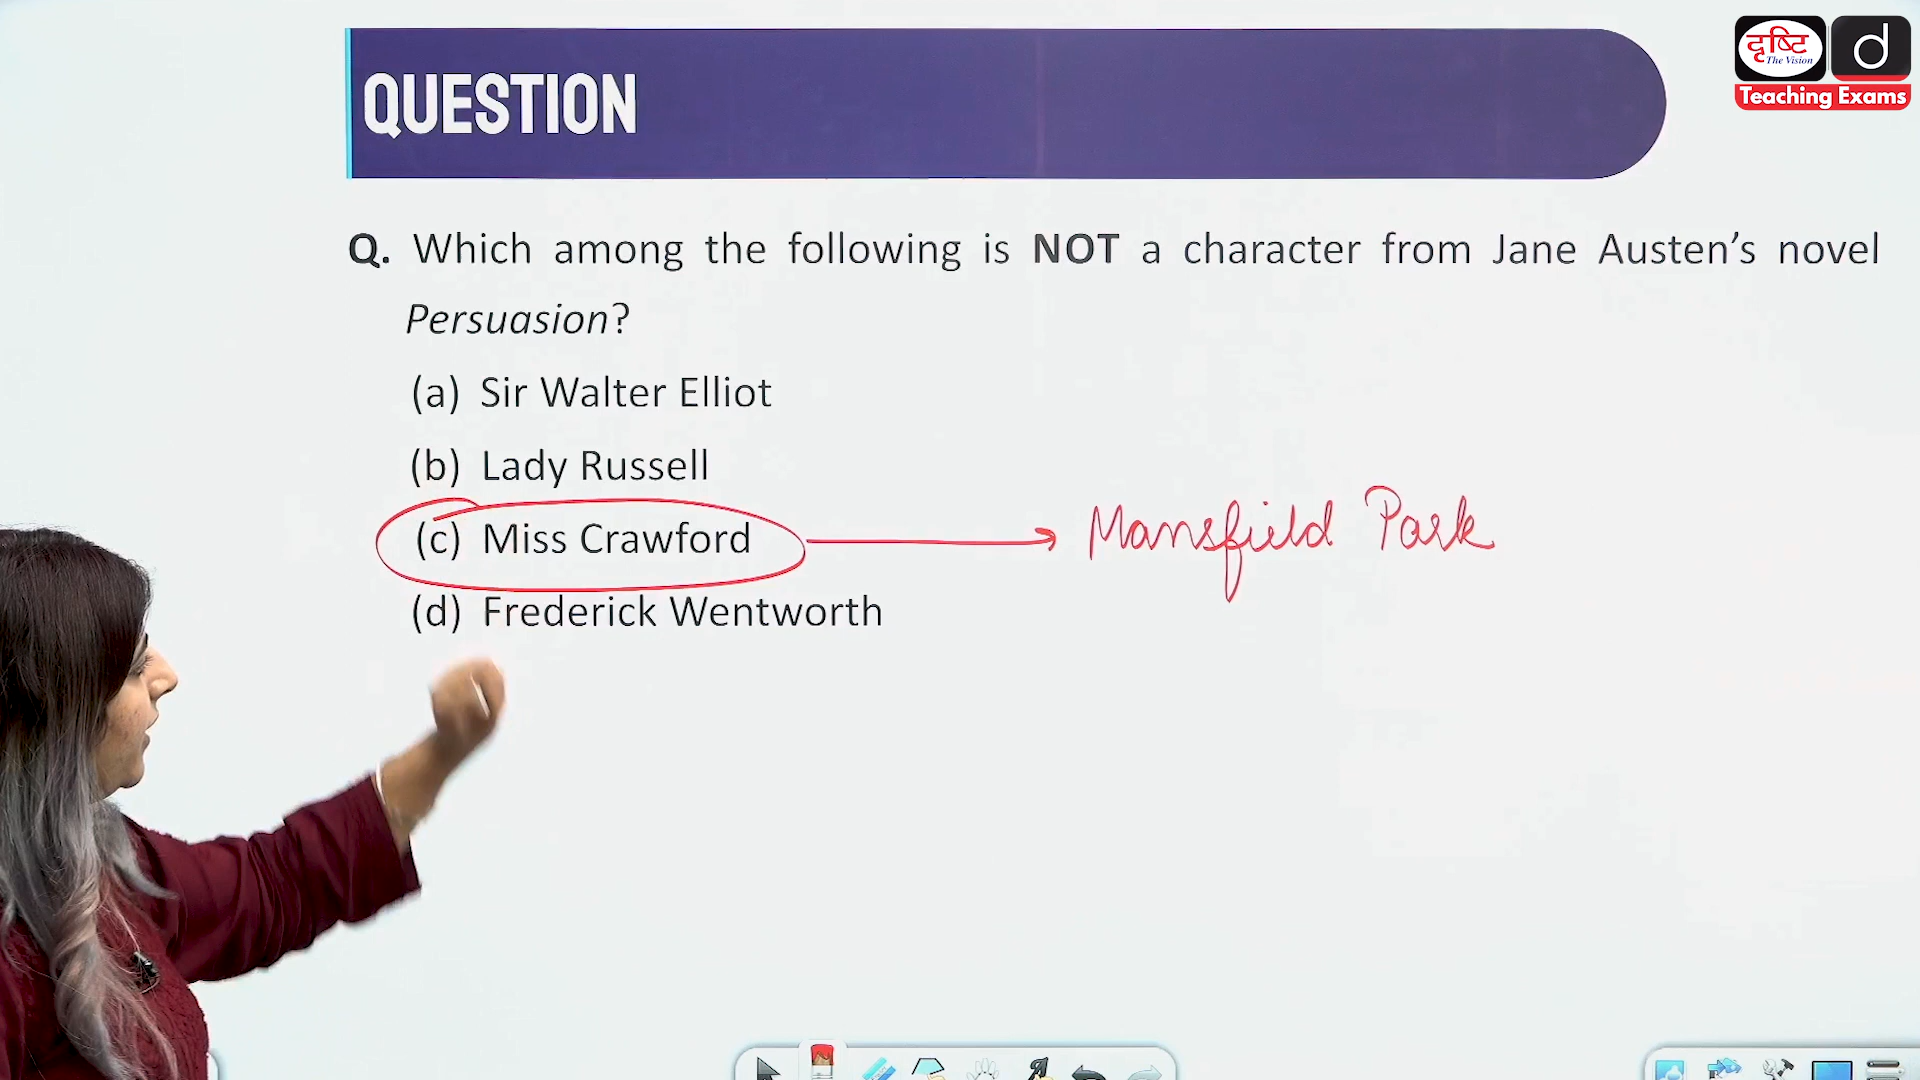 दृष्टि
The Vision
d
Teaching Exams
QUESTION
Q. Which among the following is NOT a character from Jane Austen’s novel
Persuasion?
(a) Sir Walter Elliot
(b) Lady Russell
(c) Miss Crawford → Mansfield Park
(d) Frederick Wentworth